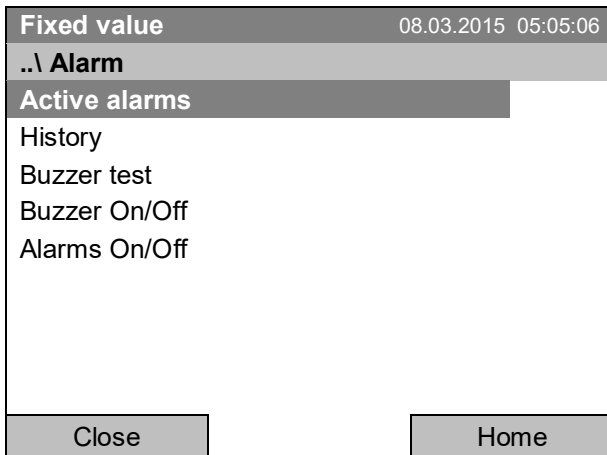 Fixed value 08.03.2015 05:05:06
..\ Alarm
Active alarms
History
Buzzer test
Buzzer On/Off
Alarms On/Off
Close Home